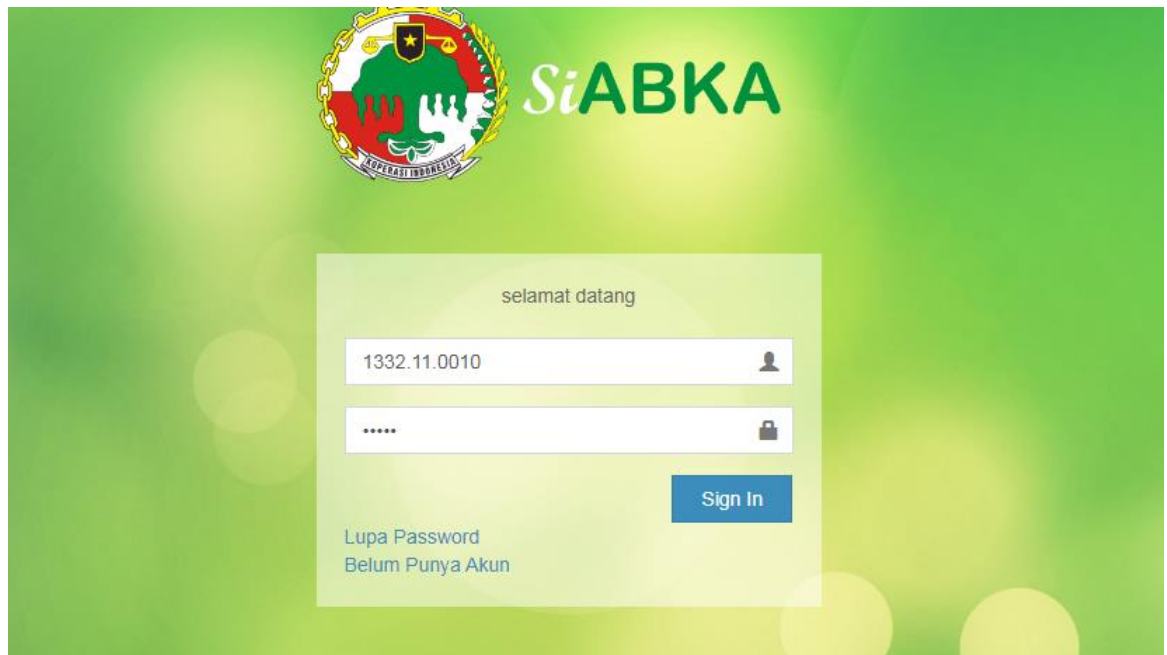 SiABKA
KOPERASI INDONESIA
selamat datang
1332.11.0010
•••••
Sign In
Lupa Password
Belum Punya Akun